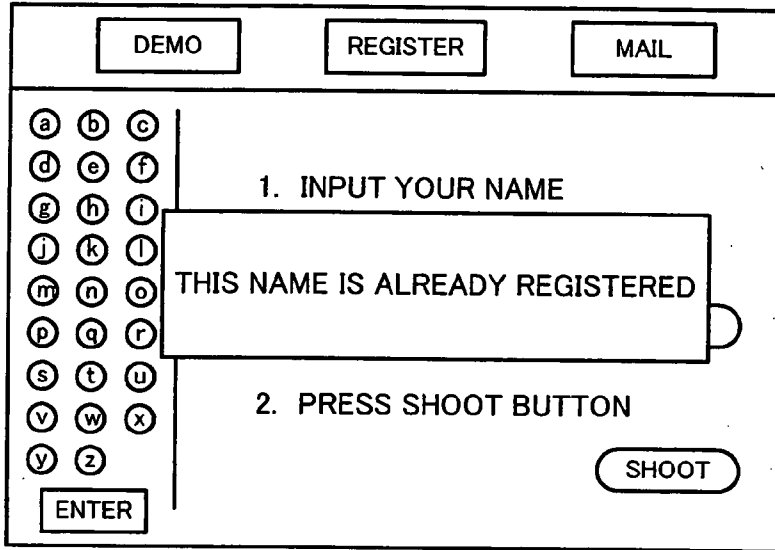 DEMO REGISTER MAIL
a b c
d e f
g h i
j k l
m n o
p q r
s t u
v w x
y z
ENTER
1. INPUT YOUR NAME
THIS NAME IS ALREADY REGISTERED
2. PRESS SHOOT BUTTON
SHOOT